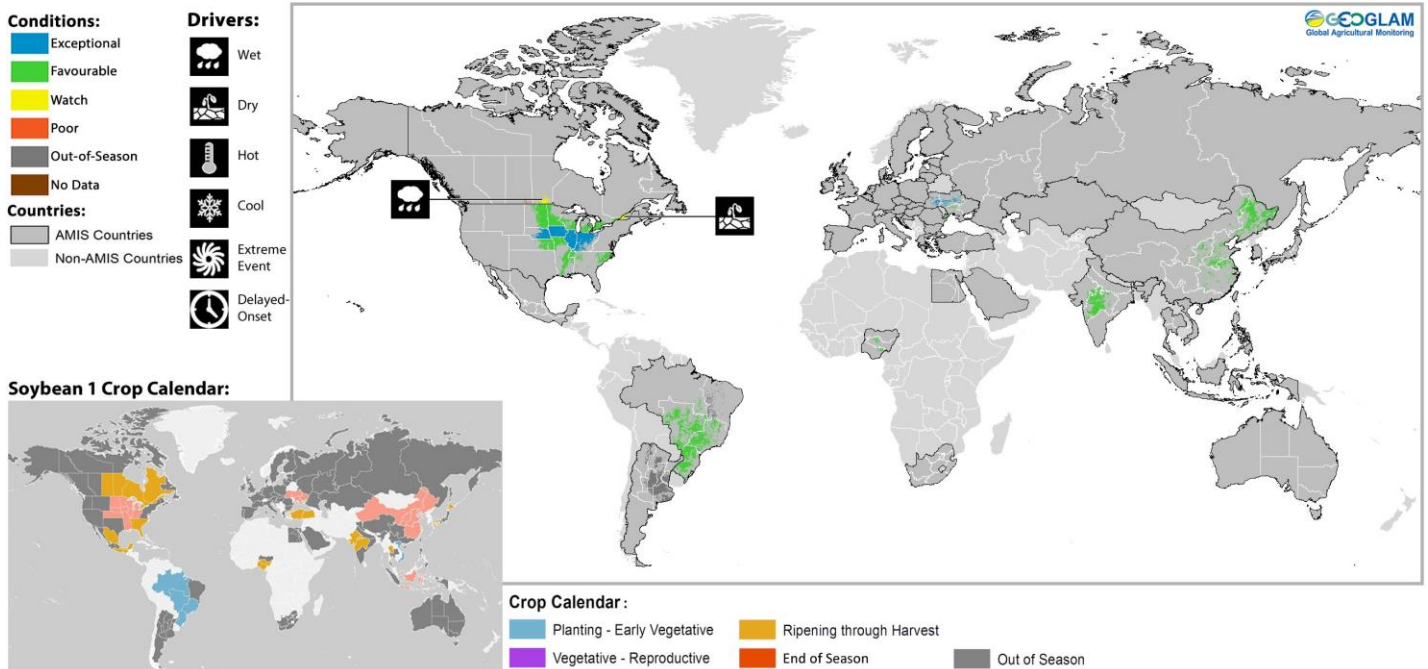 Conditions:
Exceptional
Favourable
Watch
Poor
Out-of-Season
No Data
Countries:
AMIS Countries
Non-AMIS Countries
Drivers:
Wet
Dry
Hot
Cool
Extreme
Event
Delayed-
Onset
GEOGLAM
Global Agricultural Monitoring
Soybean 1 Crop Calendar:
Crop Calendar :
Planting - Early Vegetative
Ripening through Harvest
Vegetative - Reproductive
End of Season
Out of Season